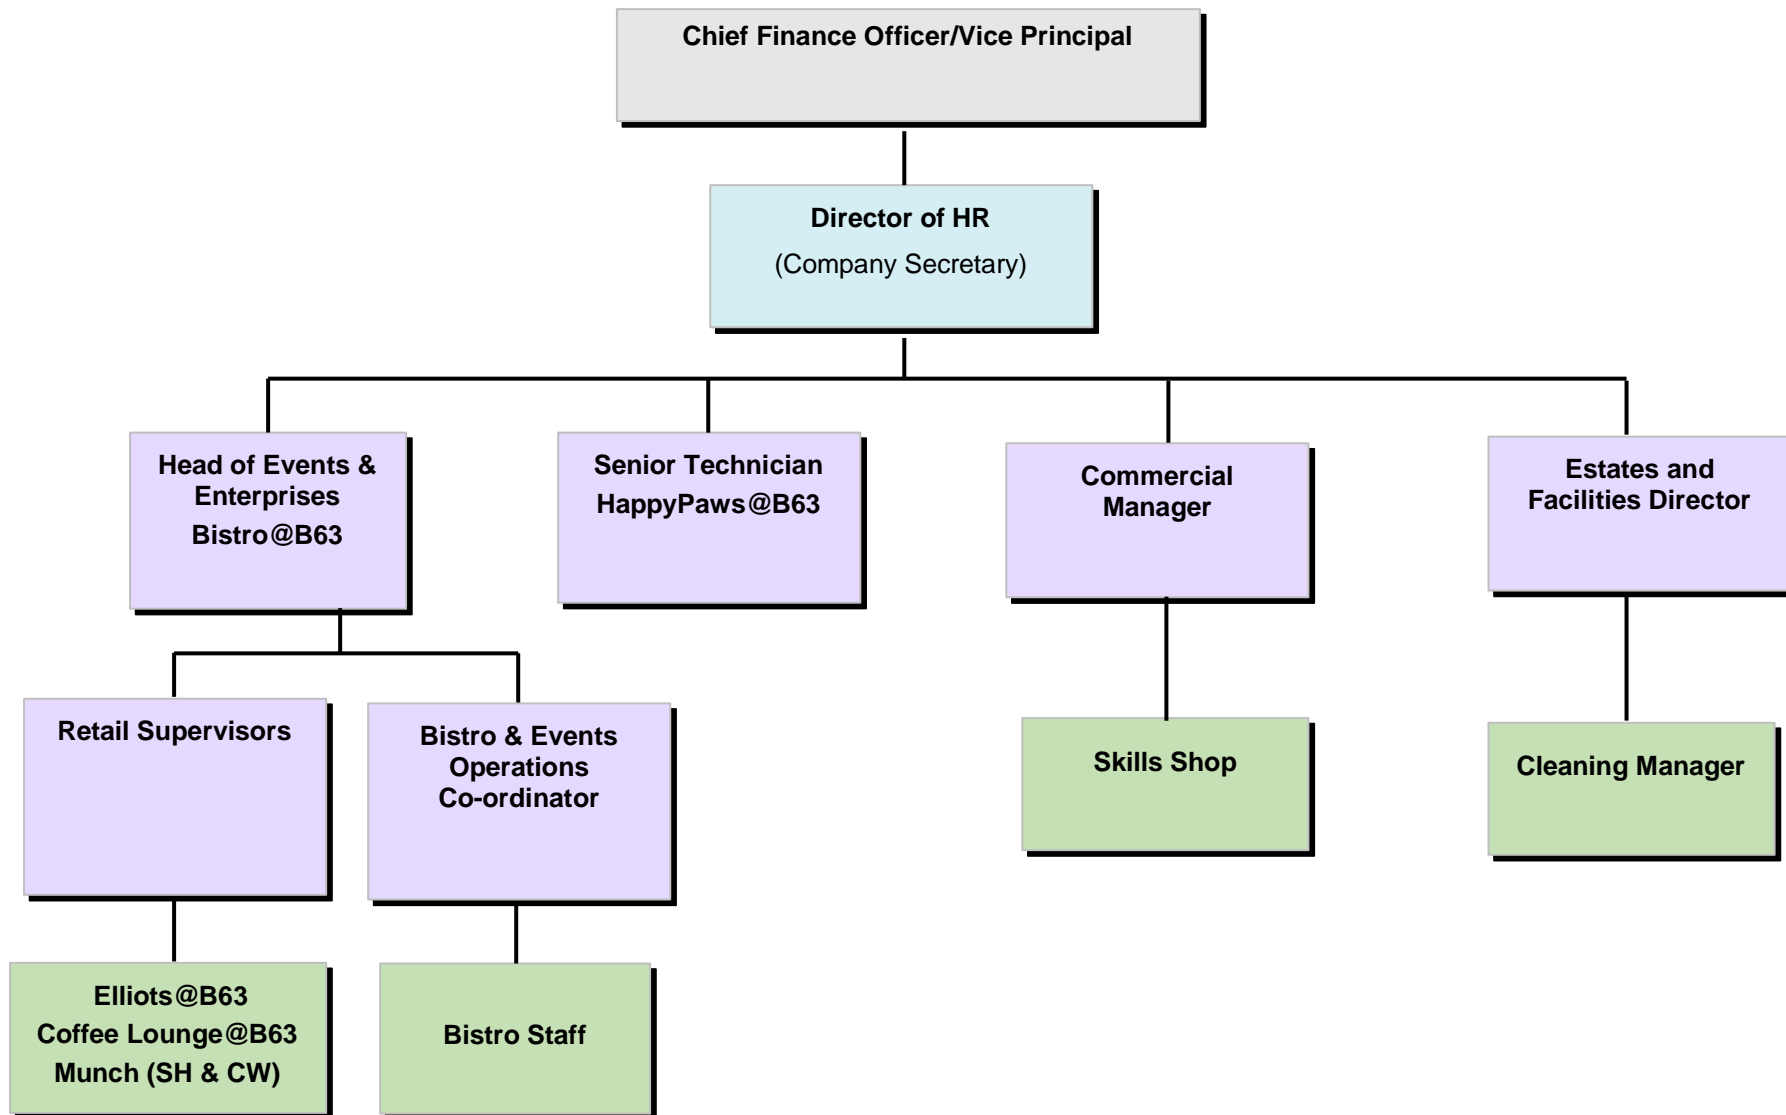 Chief Finance Officer/Vice Principal
Director of HR
(Company Secretary)
Head of Events &
Enterprises
Bistro@B63
Senior Technician
HappyPaws@B63
Commercial
Manager
Estates and
Facilities Director
Retail Supervisors
Bistro & Events
Operations
Co-ordinator
Skills Shop
Cleaning Manager
Elliots@B63
Coffee Lounge@B63
Munch (SH & CW)
Bistro Staff